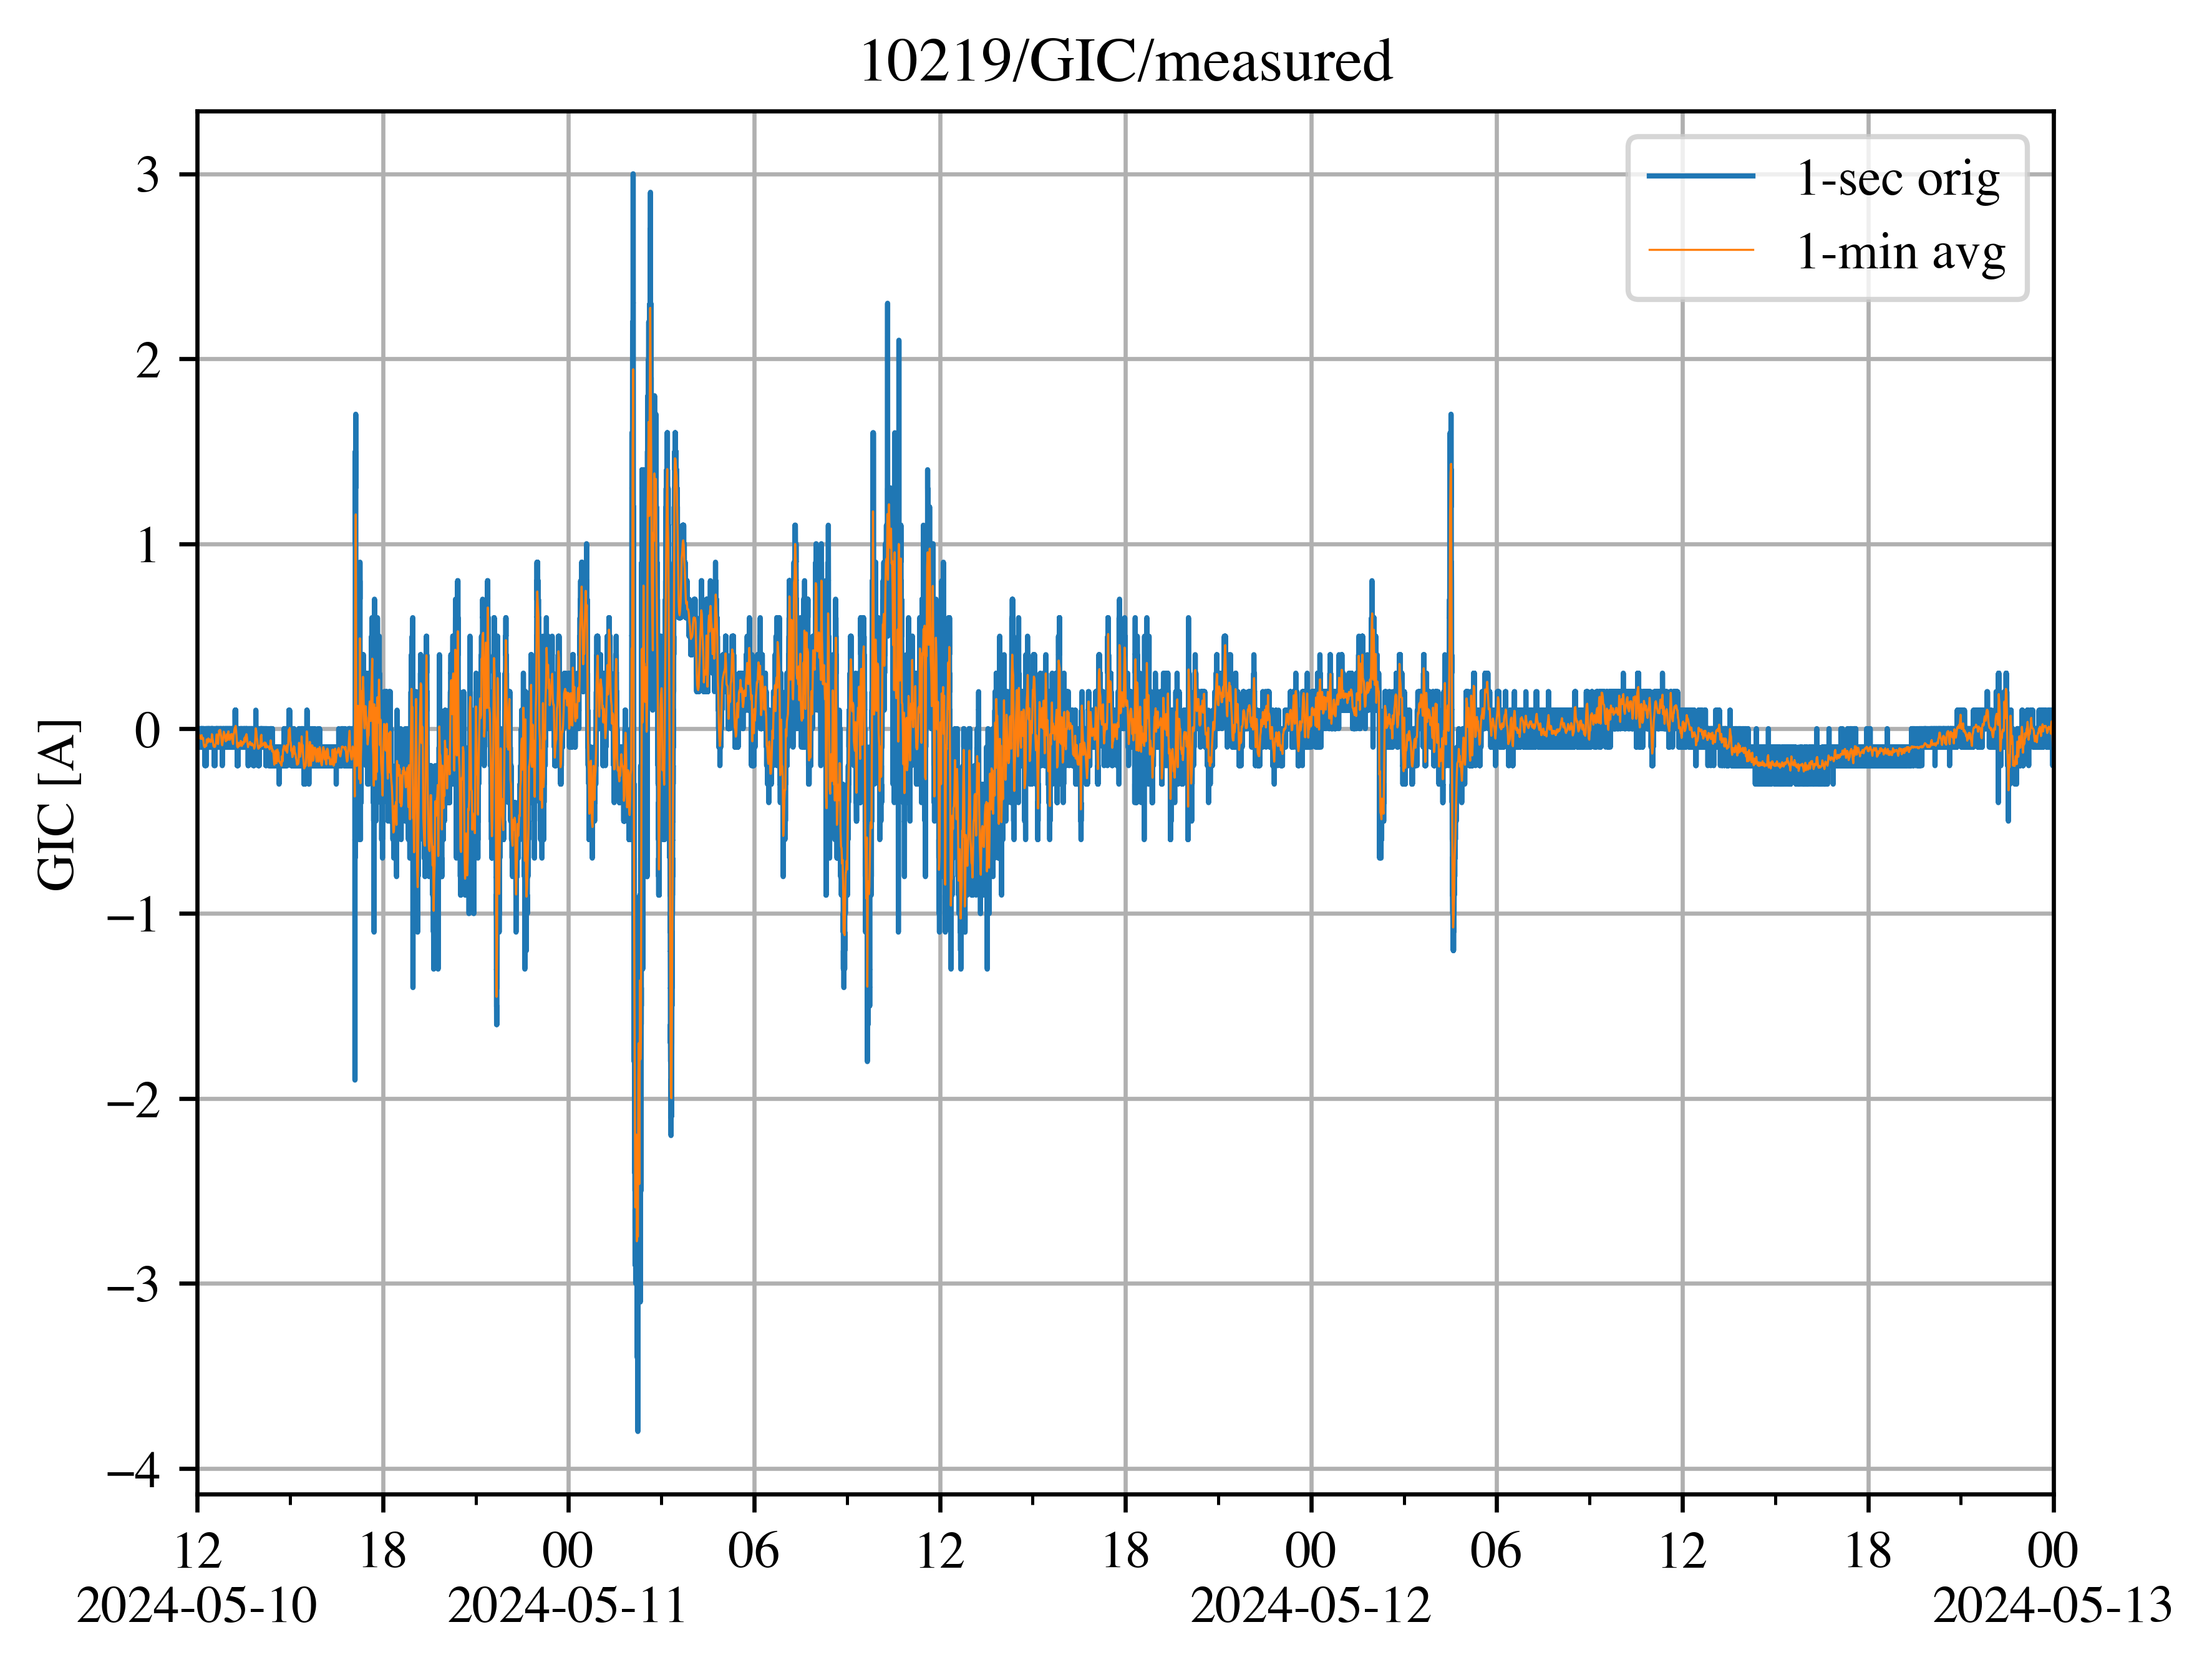 10219/GIC/measured
1-sec orig
1-min avg
GIC [A]
3
2
1
0
−1
−2
−3
−4
12 18 00 06 12 18 00 06 12 18 00
2024-05-10 2024-05-11 2024-05-12 2024-05-13